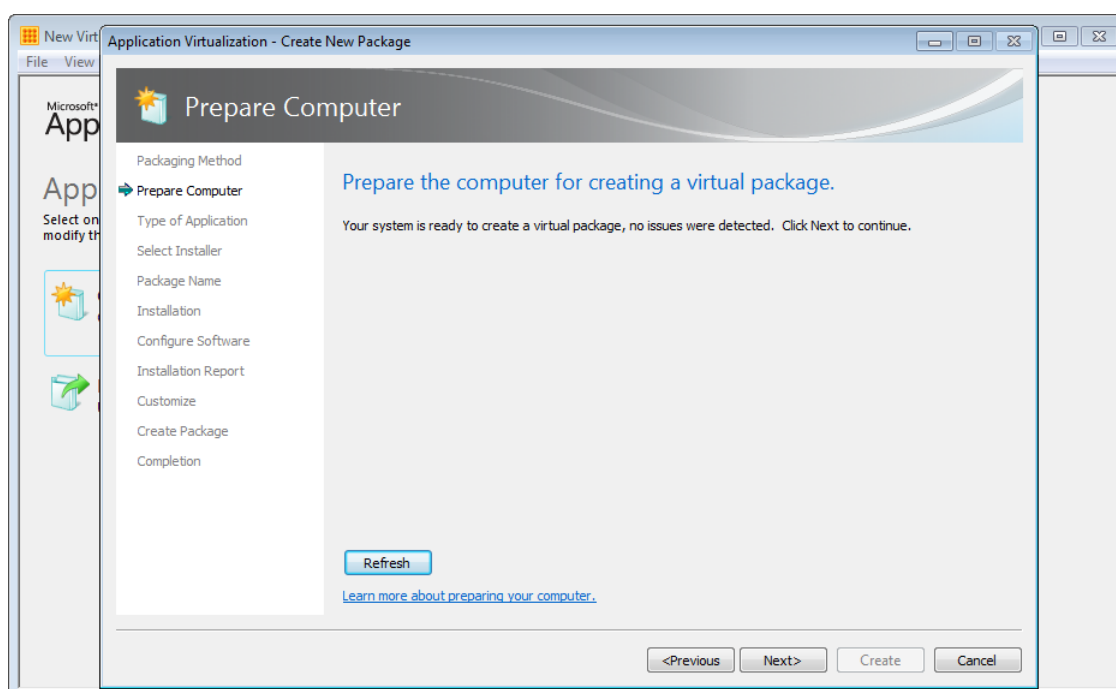 New Virt
File View
Microsoft*
App
App
Select on
modify th
Application Virtualization - Create New Package
Prepare Computer
Packaging Method
Prepare Computer
Type of Application
Select Installer
Package Name
Installation
Configure Software
Installation Report
Customize
Create Package
Completion
Prepare the computer for creating a virtual package.
Your system is ready to create a virtual package, no issues were detected. Click Next to continue.
Refresh
Learn more about preparing your computer.
<Previous Next> Create Cancel